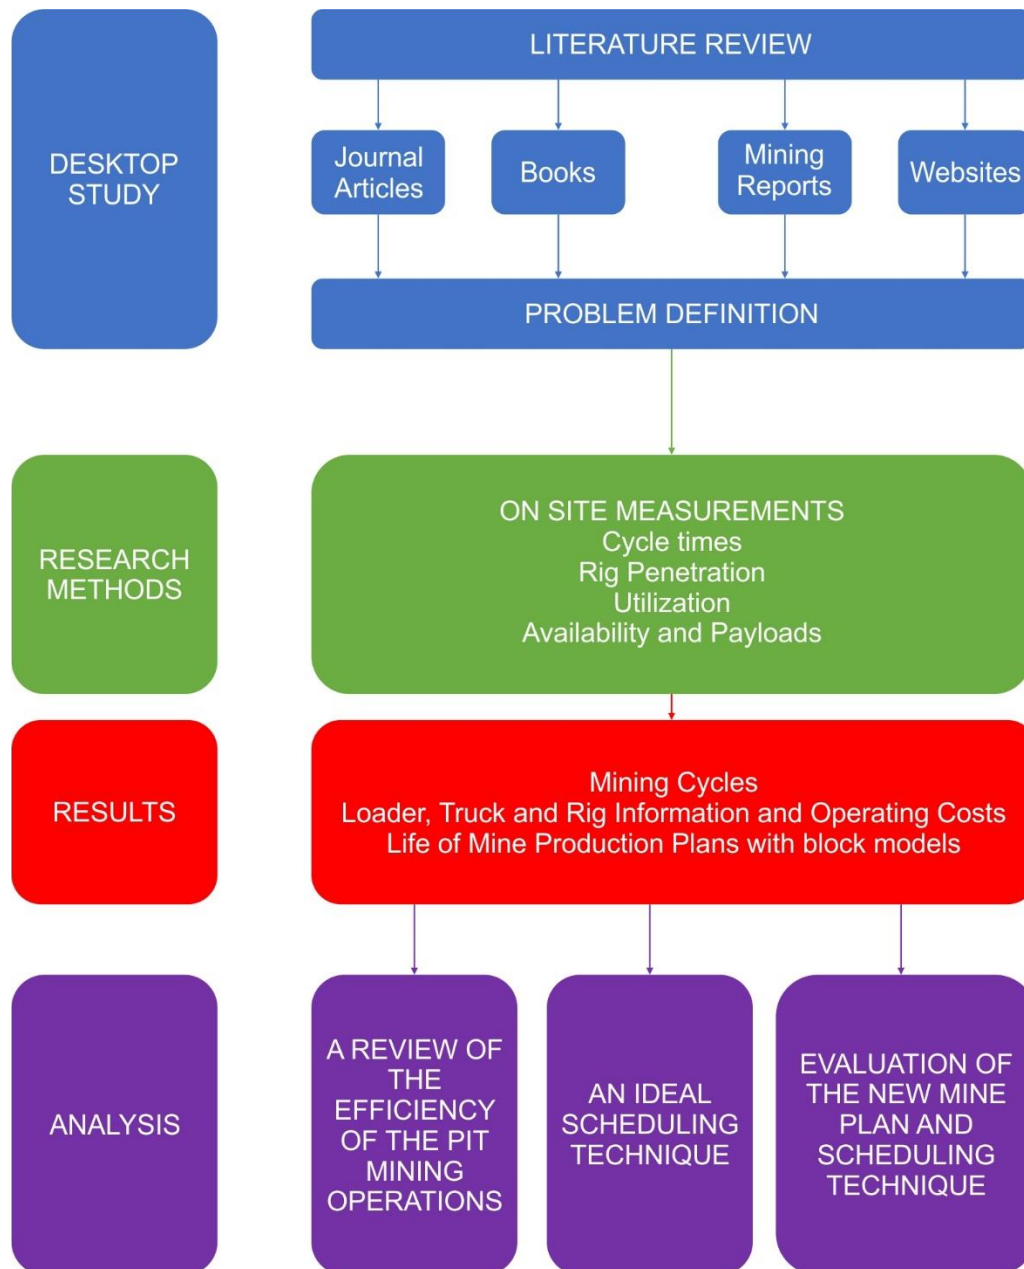 DESKTOP
STUDY
LITERATURE REVIEW
Journal
Articles
Books
Mining
Reports
Websites
PROBLEM DEFINITION
RESEARCH
METHODS
ON SITE MEASUREMENTS
Cycle times
Rig Penetration
Utilization
Availability and Payloads
RESULTS
Mining Cycles
Loader, Truck and Rig Information and Operating Costs
Life of Mine Production Plans with block models
ANALYSIS
A REVIEW OF
THE
EFFICIENCY
OF THE PIT
MINING
OPERATIONS
AN IDEAL
SCHEDULING
TECHNIQUE
EVALUATION OF
THE NEW MINE
PLAN AND
SCHEDULING
TECHNIQUE